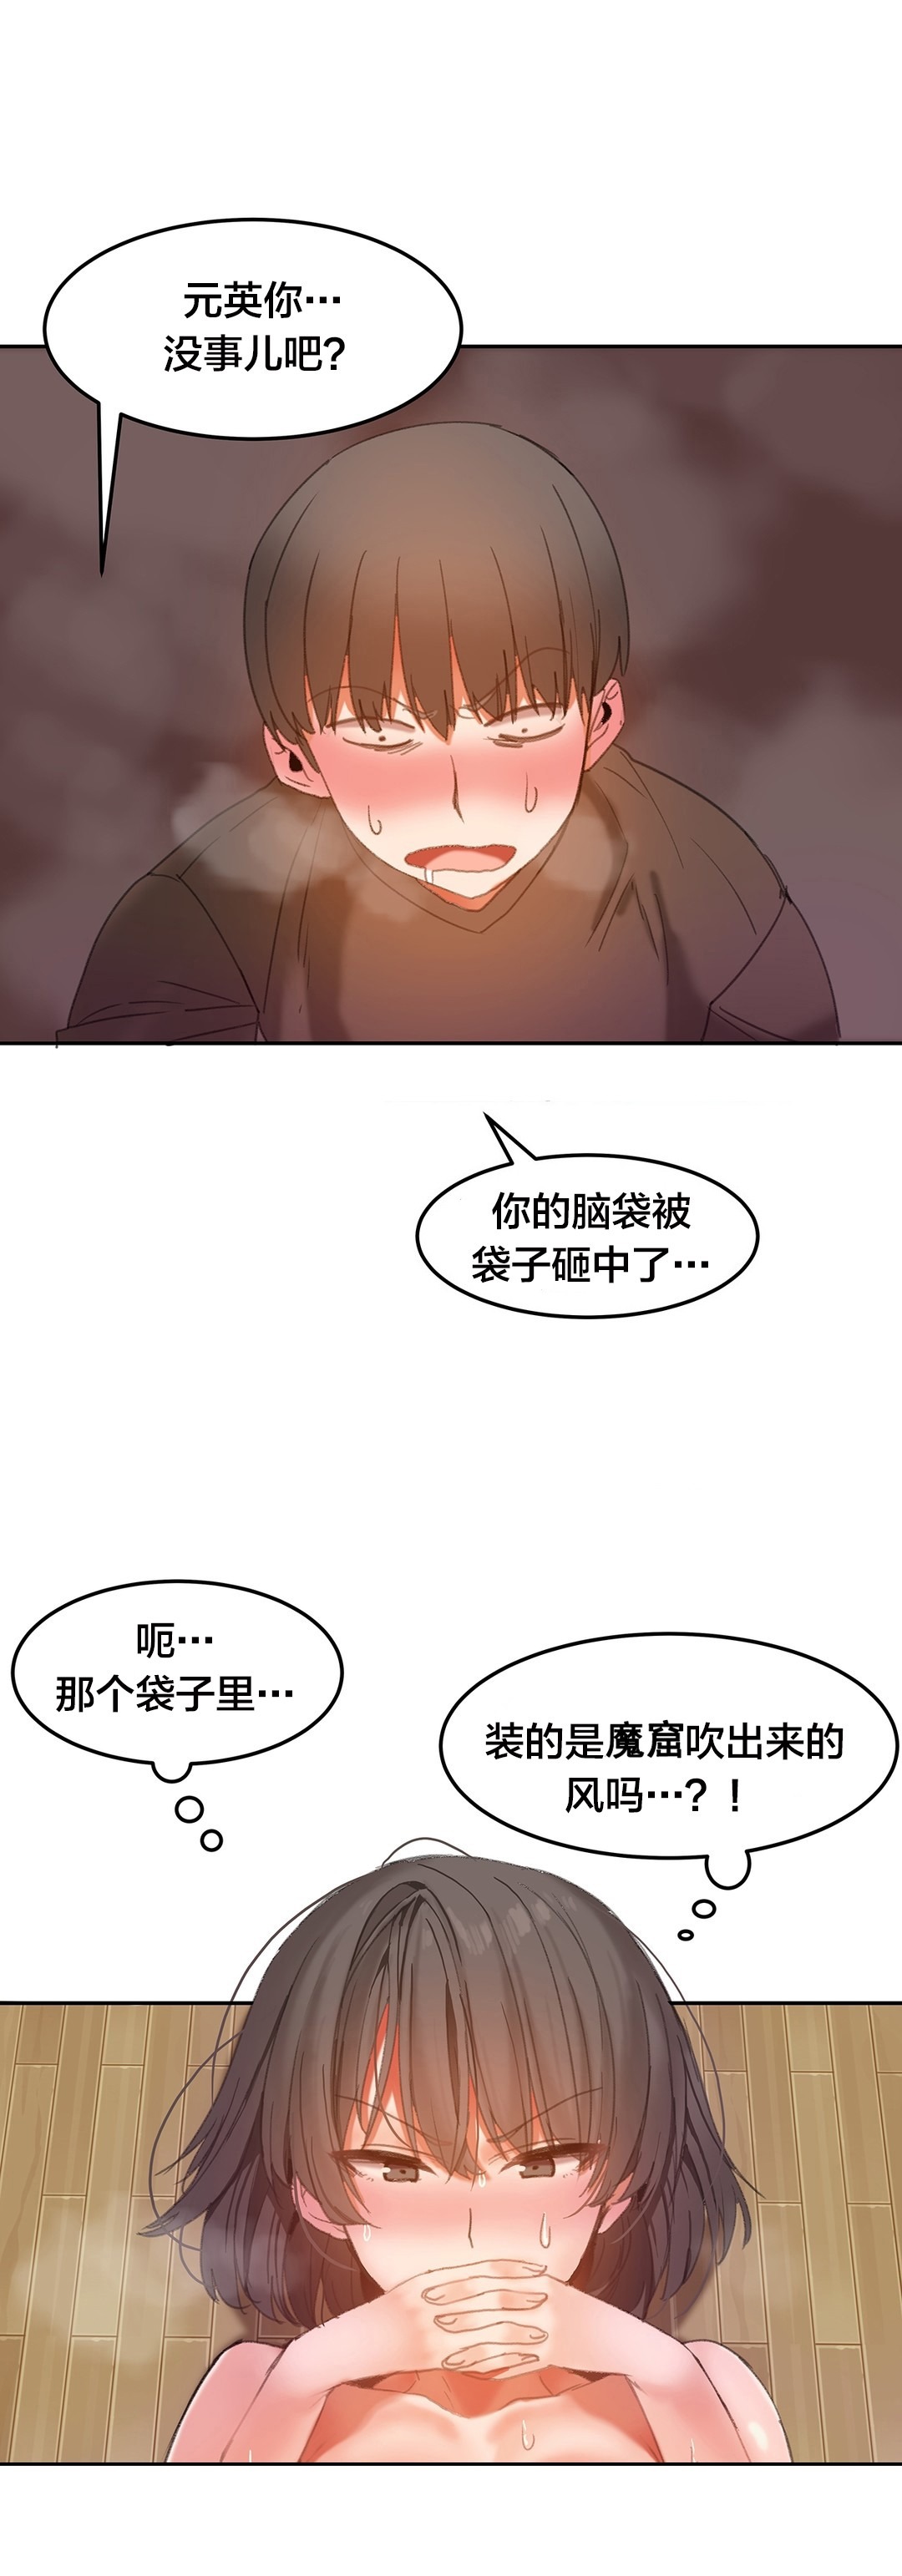 元英你…
没事儿吧?
你的脑袋被
袋子砸中了…
呃…
那个袋子里…
装的是魔窟吹出来的
风吗…?！